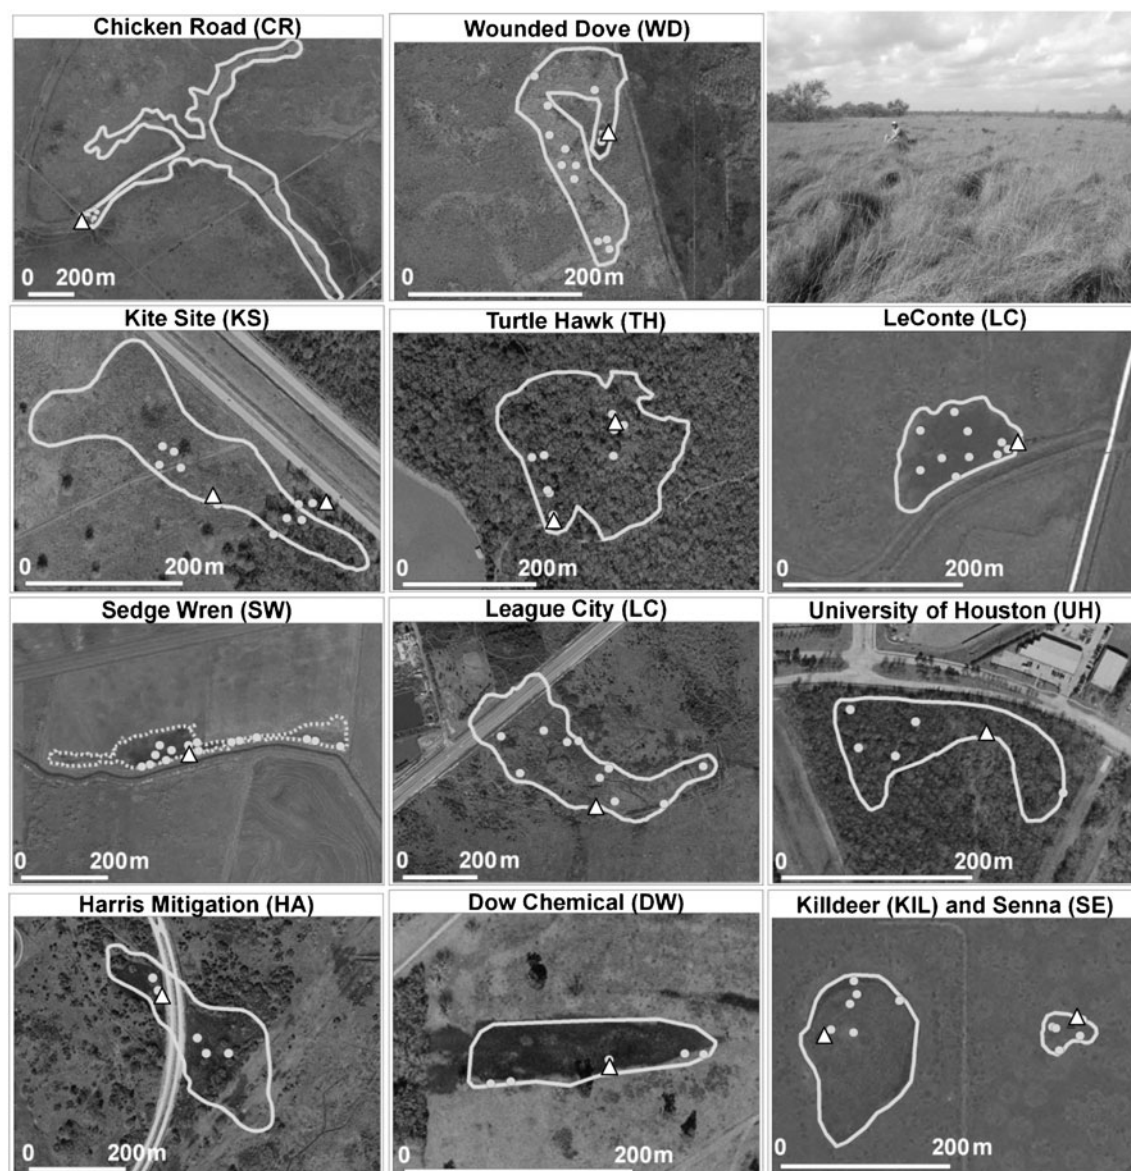 Chicken Road (CR)
Wounded Dove (WD)
0 200m
0 200m
Kite Site (KS)
Turtle Hawk (TH)
LeConte (LC)
0 200m
0 200m
0 200m
Sedge Wren (SW)
League City (LC)
University of Houston (UH)
0 200m
0 200m
0 200m
Harris Mitigation (HA)
Dow Chemical (DW)
Killdeer (KIL) and Senna (SE)
0 200m
0 200m
0 200m